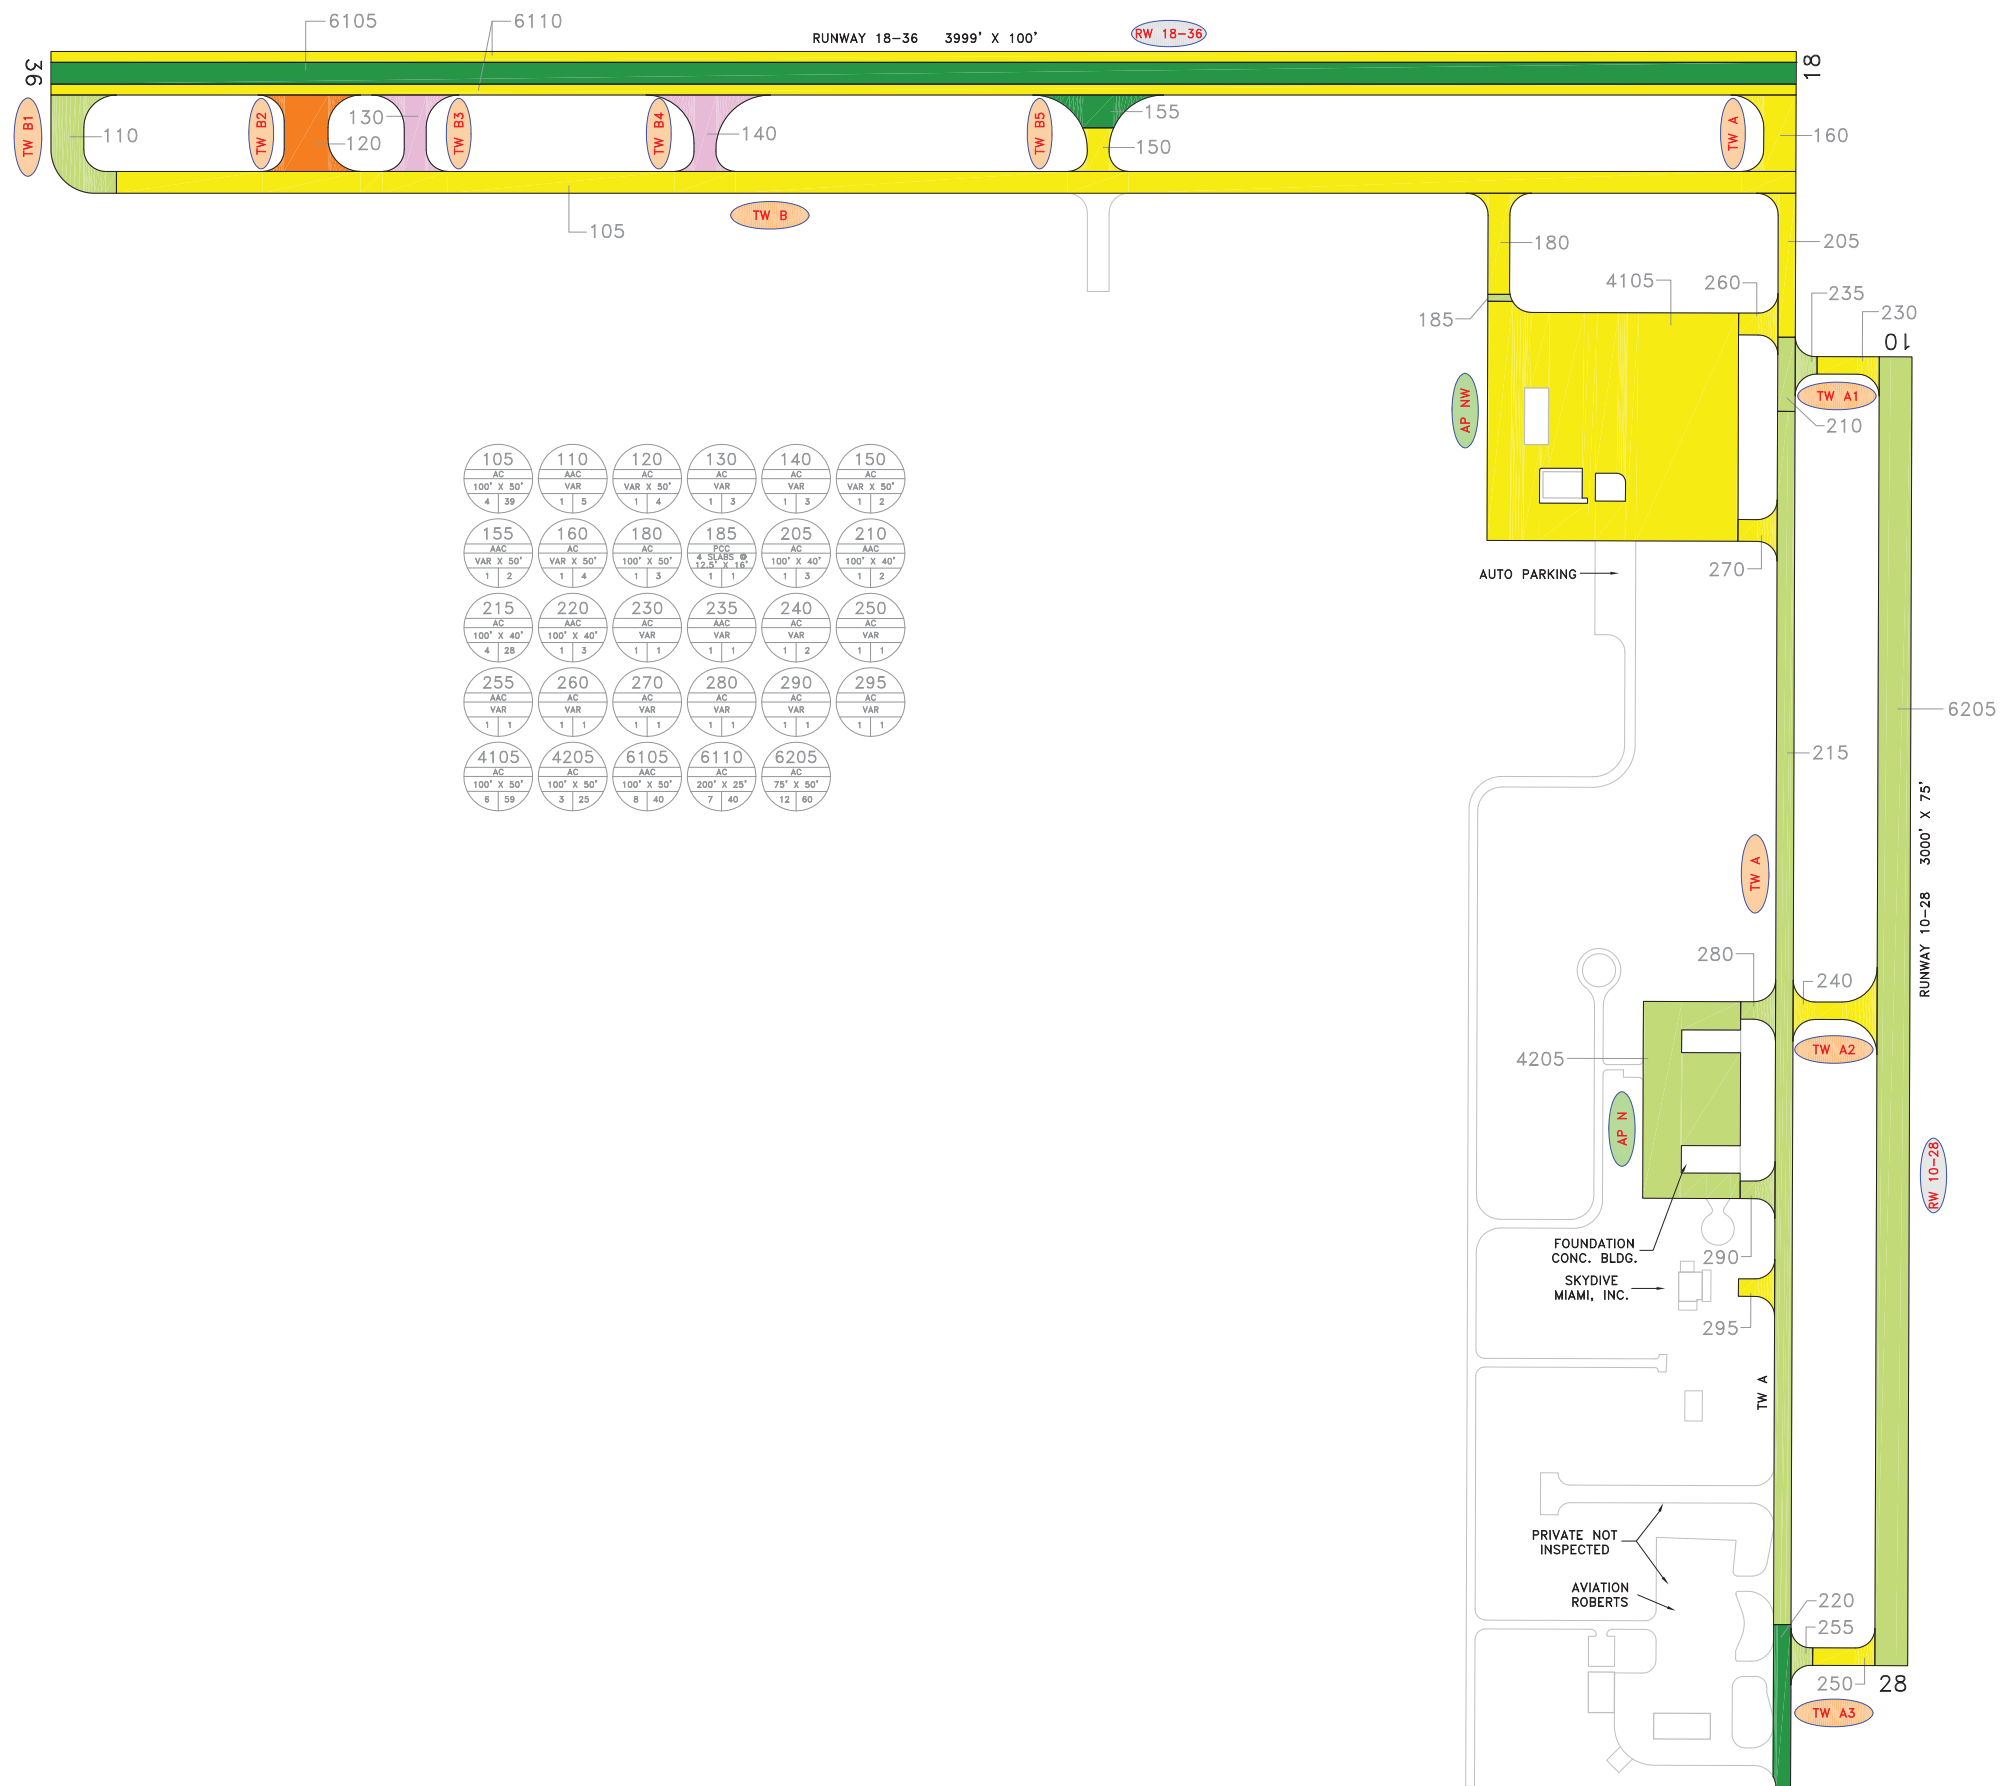 6105
6110
RUNWAY 18-36 3999' X 100'
RW 18-36
36
18
TW B1
110
TW B2
120
130
TW B3
TW B4
140
TW B5
155
150
TW A
160
105
TW B
180
205
4105
260
235
230
185
10
AP NW
TW A1
210
105
AC
100' X 50'
4 39
110
AAC
VAR
1 5
120
AC
VAR X 50'
1 4
130
AC
VAR
1 3
140
AC
VAR
1 3
150
AC
VAR X 50'
1 2
155
AAC
VAR X 50'
1 2
160
AC
VAR X 50'
1 4
180
AC
100' X 50'
1 3
185
PCC
4 SLABS @
12.5' X 16'
1 1
205
AC
100' X 40'
1 3
210
AAC
100' X 40'
1 2
215
AC
100' X 40'
4 28
220
AAC
100' X 40'
1 3
230
AC
VAR
1 1
235
AAC
VAR
1 1
240
AC
VAR
1 2
250
AC
VAR
1 1
255
AAC
VAR
1 1
260
AC
VAR
1 1
270
AC
VAR
1 1
280
AC
VAR
1 1
290
AC
VAR
1 1
295
AC
VAR
1 1
4105
AC
100' X 50'
6 59
4205
AC
100' X 50'
3 25
6105
AAC
100' X 50'
8 40
6110
AC
200' X 25'
7 40
6205
AC
75' X 50'
12 60
AUTO PARKING
270
6205
215
RUNWAY 10-28 3000' X 75'
TW A
280
240
TW A2
4205
AP N
RW 10-28
FOUNDATION
CONC. BLDG.
290
SKYDIVE
MIAMI, INC.
295
TW A
PRIVATE NOT
INSPECTED
AVIATION
ROBERTS
220
255
250
28
TW A3